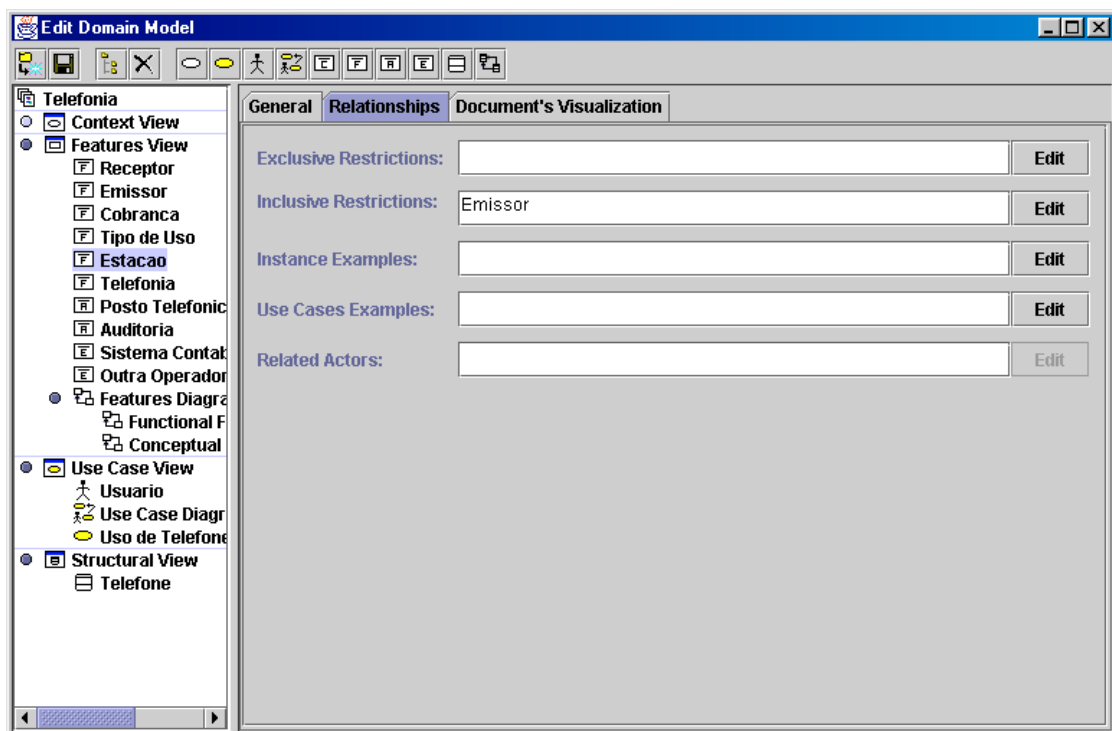 Edit Domain Model
C F R E
Telefonia
Context View
Features View
F Receptor
F Emissor
F Cobranca
F Tipo de Uso
F Estacao
F Telefonia
R Posto Telefonic
R Auditoria
E Sistema Contab
E Outra Operador
Features Diagra
Functional F
Conceptual
Use Case View
Usuario
Use Case Diagr
Uso de Telefone
Structural View
Telefone
General Relationships Document's Visualization
Exclusive Restrictions: Edit
Inclusive Restrictions: Emissor Edit
Instance Examples: Edit
Use Cases Examples: Edit
Related Actors: Edit